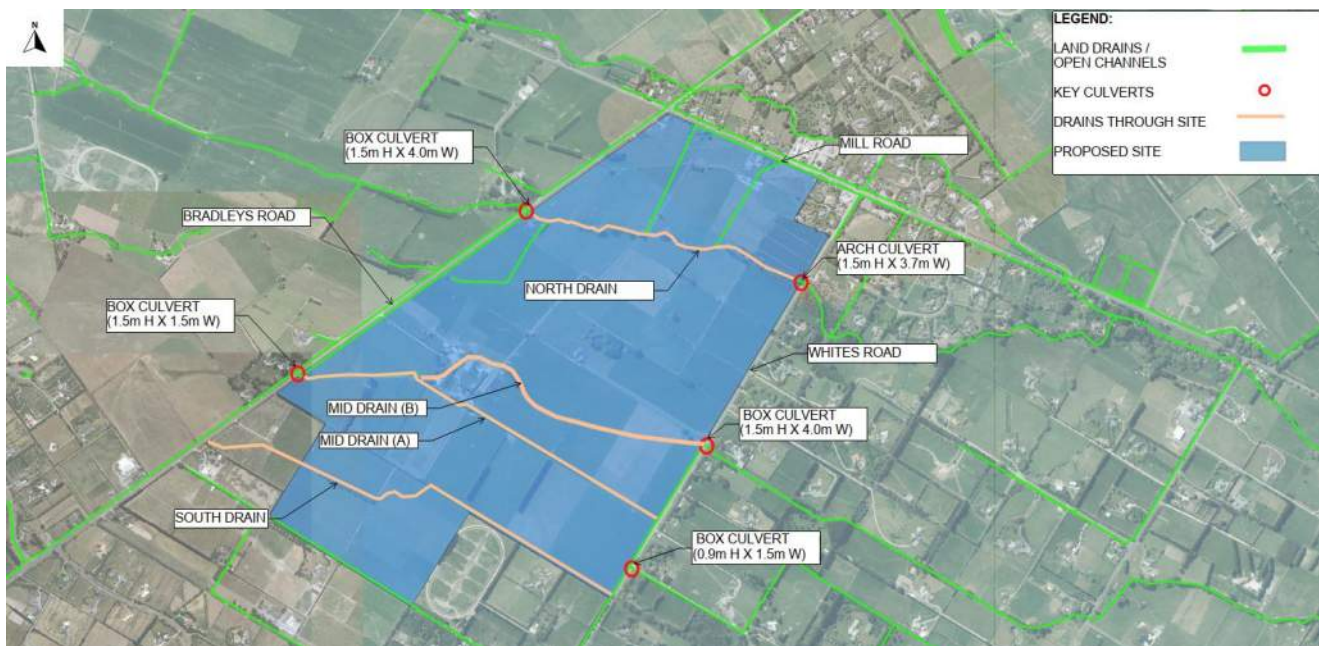 N
LEGEND:
LAND DRAINS /
OPEN CHANNELS
KEY CULVERTS
DRAINS THROUGH SITE
PROPOSED SITE
MILL ROAD
BOX CULVERT
(1.5m H X 4.0m W)
BRADLEYS ROAD
ARCH CULVERT
(1.5m H X 3.7m W)
NORTH DRAIN
BOX CULVERT
(1.5m H X 1.5m W)
WHITES ROAD
MID DRAIN (B)
MID DRAIN (A)
BOX CULVERT
(1.5m H X 4.0m W)
SOUTH DRAIN
BOX CULVERT
(0.9m H X 1.5m W)